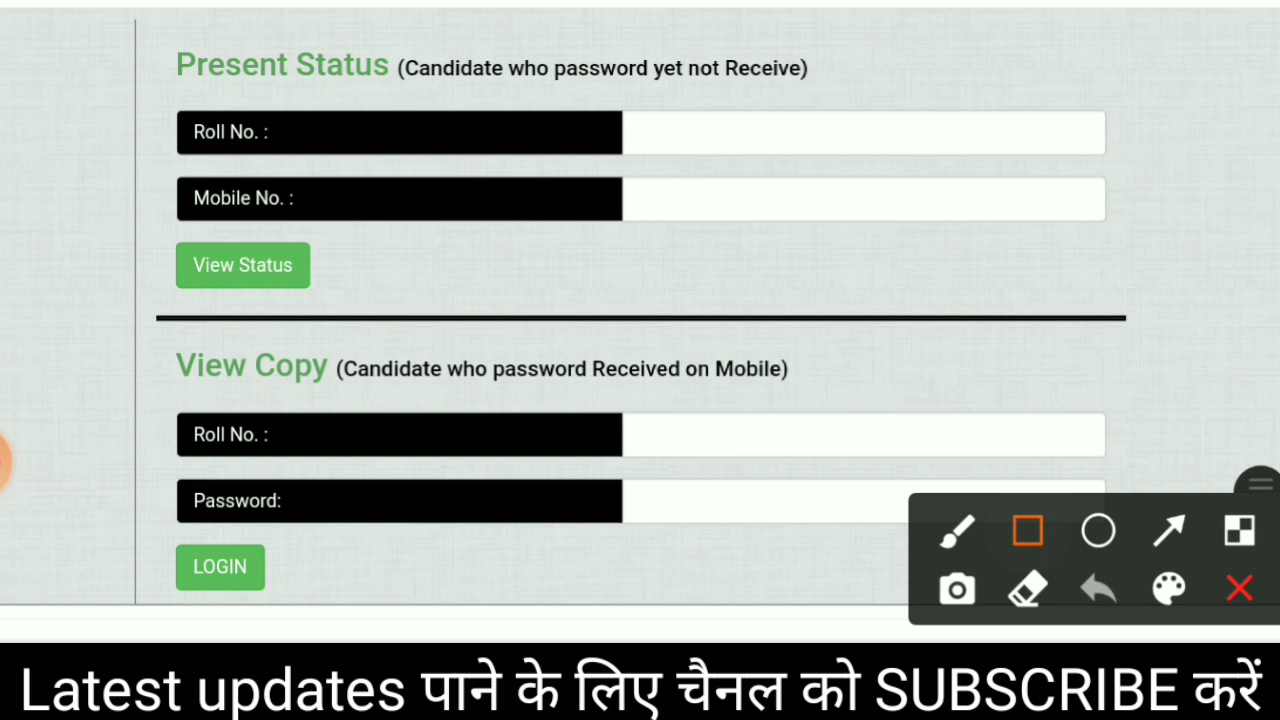 Present Status (Candidate who password yet not Receive)
Roll No. :
Mobile No. :
View Status
View Copy (Candidate who password Received on Mobile)
Roll No. :
Password:
LOGIN
Latest updates पाने के लिए चैनल को SUBSCRIBE करें